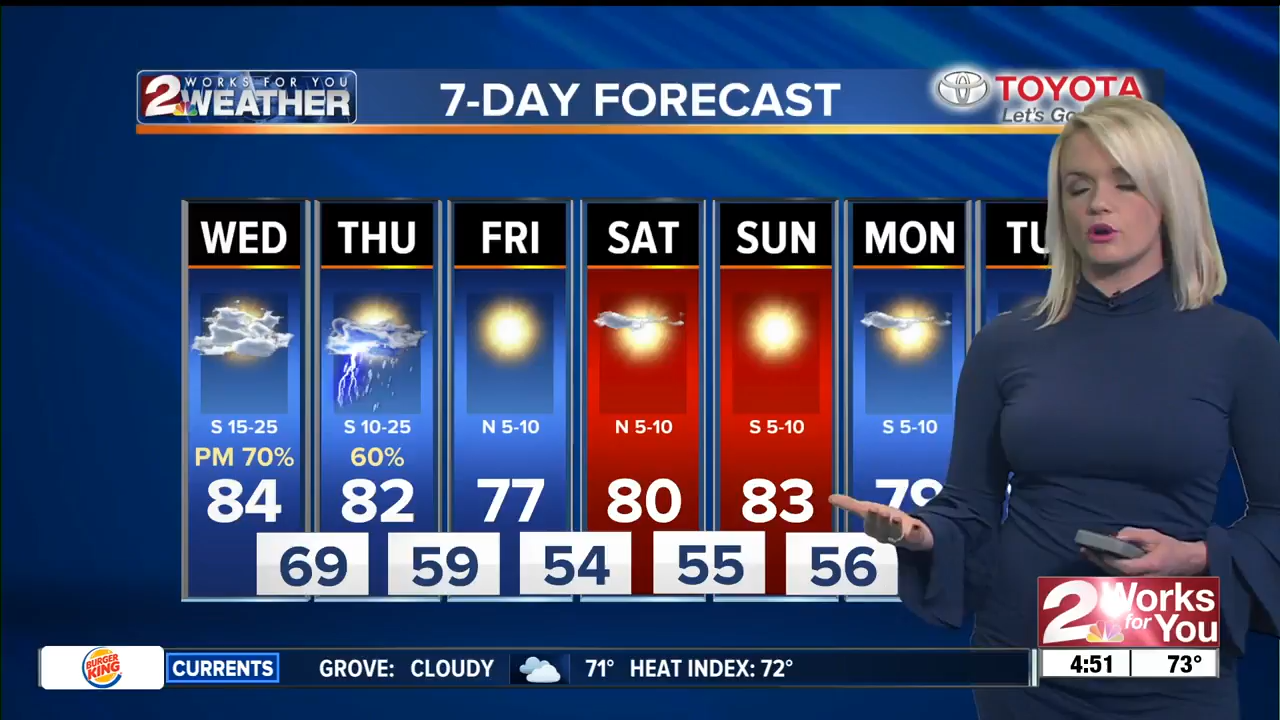 2 WORKS FOR YOU
WEATHER
7-DAY FORECAST
TOYOTA
Let's Go
WED THU FRI SAT SUN MON TU
S 15-25 S 10-25 N 5-10 N 5-10 S 5-10 S 5-10
PM 70% 60%
84 82 77 80 83 79
69 59 54 55 56
2 Works
for You
4:51 73°
BURGER
KING
CURRENTS GROVE: CLOUDY 71° HEAT INDEX: 72°